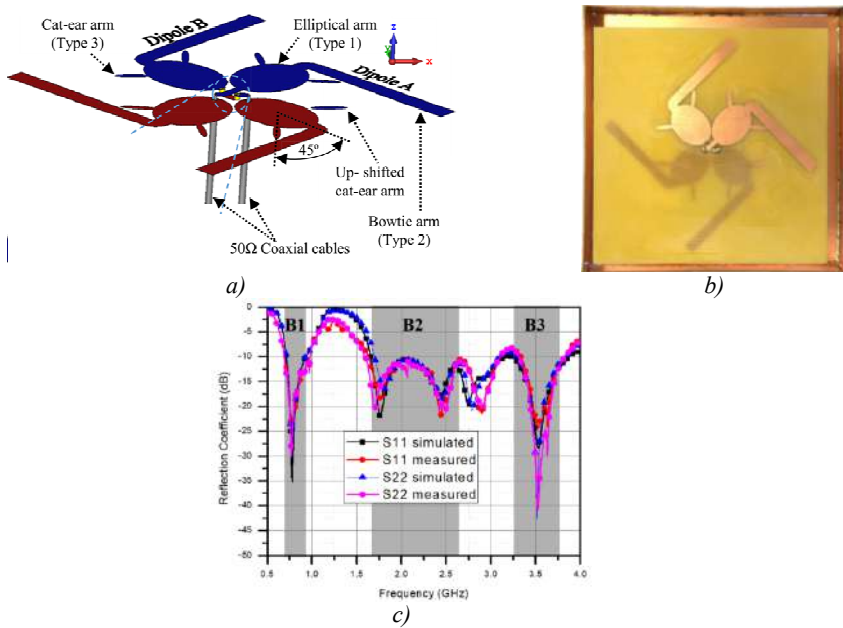 Cat-ear arm
(Type 3)
Dipole B
Elliptical arm
(Type 1)
z
y
x
Dipole A
45°
Up- shifted
cat-ear arm
Bowtie arm
(Type 2)
50Ω Coaxial cables
a)
b)
B1
B2
B3
0
-5
-10
-15
-20
-25
-30
-35
-40
-45
-50
Reflection Coefficient (dB)
S11 simulated
S11 measured
S22 simulated
S22 measured
0.5
1.0
1.5
2.0
2.5
3.0
3.5
4.0
Frequency (GHz)
c)